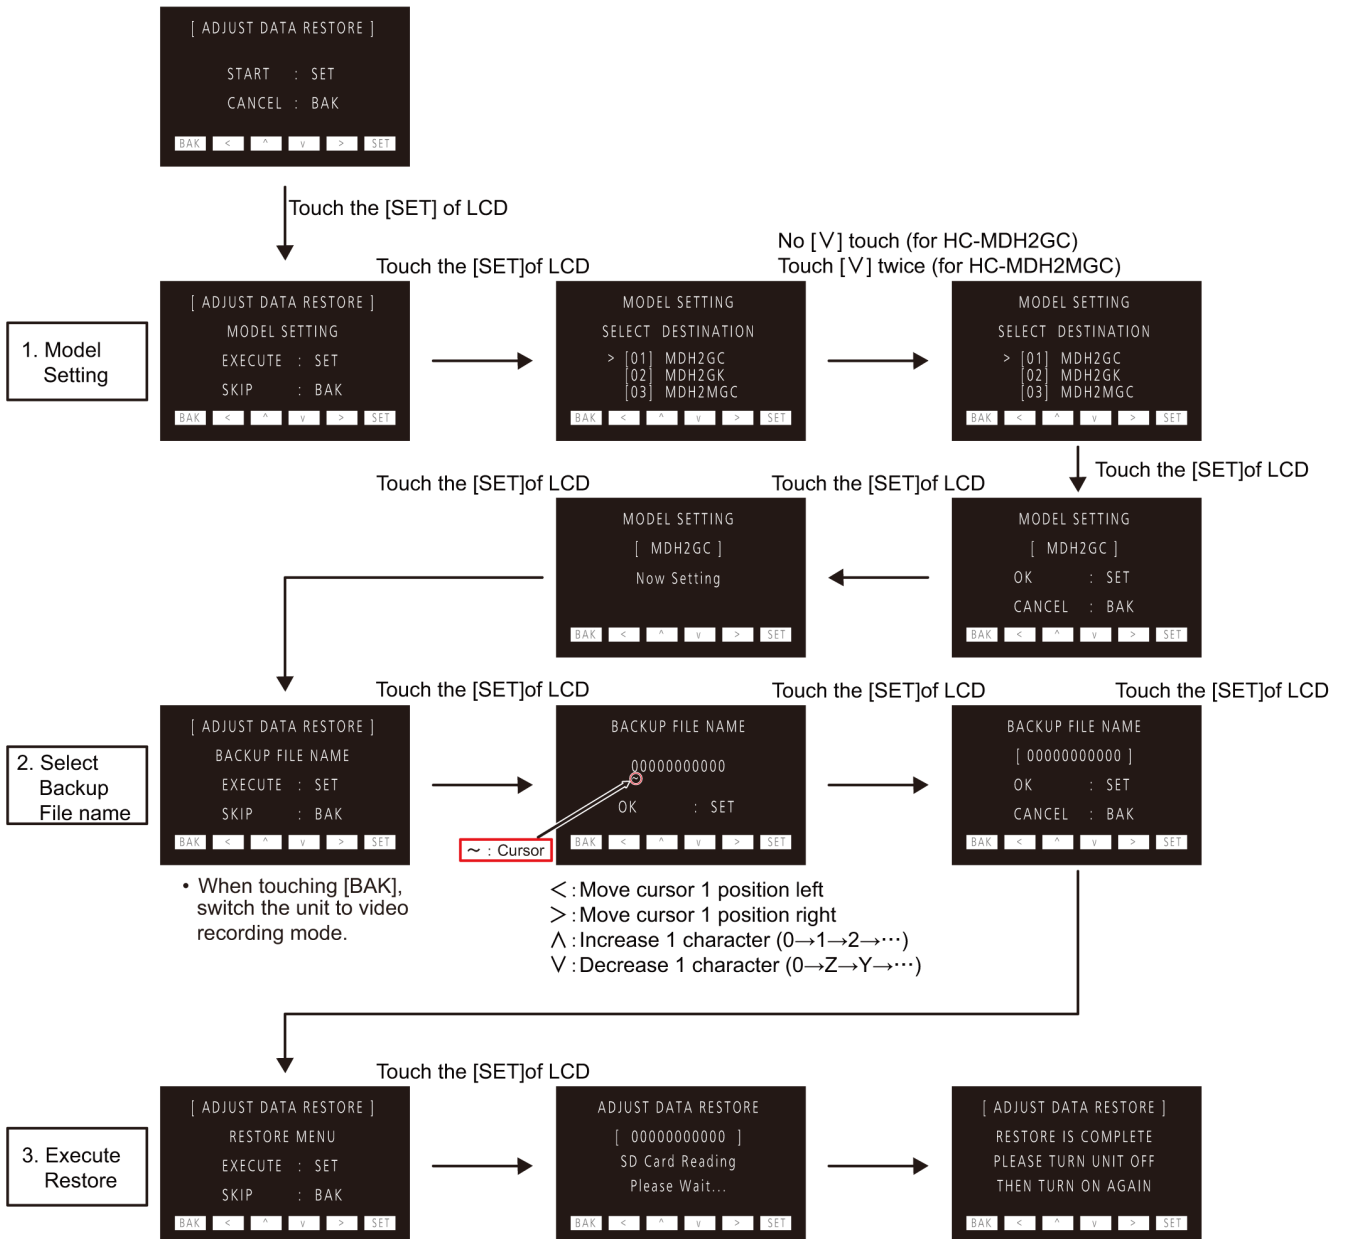 [ ADJUST DATA RESTORE ]
START : SET
CANCEL : BAK
BAK < ^ v > SET
Touch the [SET] of LCD
1. Model
Setting
[ ADJUST DATA RESTORE ]
MODEL SETTING
EXECUTE : SET
SKIP : BAK
BAK < ^ v > SET
Touch the [SET]of LCD
MODEL SETTING
SELECT DESTINATION
> [01] MDH2GC
[02] MDH2GK
[03] MDH2MGC
BAK < ^ v > SET
No [∨] touch (for HC-MDH2GC)
Touch [∨] twice (for HC-MDH2MGC)
MODEL SETTING
SELECT DESTINATION
> [01] MDH2GC
[02] MDH2GK
[03] MDH2MGC
BAK < ^ v > SET
Touch the [SET]of LCD
MODEL SETTING
[ MDH2GC ]
OK : SET
CANCEL : BAK
BAK < ^ v > SET
Touch the [SET]of LCD
MODEL SETTING
[ MDH2GC ]
Now Setting
BAK < ^ v > SET
Touch the [SET]of LCD
2. Select
Backup
File name
[ ADJUST DATA RESTORE ]
BACKUP FILE NAME
EXECUTE : SET
SKIP : BAK
BAK < ^ v > SET
• When touching [BAK],
switch the unit to video
recording mode.
Touch the [SET]of LCD
BACKUP FILE NAME
00000000000
~
OK : SET
BAK < ^ v > SET
~ : Cursor
<:Move cursor 1 position left
>:Move cursor 1 position right
∧:Increase 1 character (0→1→2→⋯)
∨:Decrease 1 character (0→Z→Y→⋯)
Touch the [SET]of LCD
BACKUP FILE NAME
[ 00000000000 ]
OK : SET
CANCEL : BAK
BAK < ^ v > SET
Touch the [SET]of LCD
3. Execute
Restore
[ ADJUST DATA RESTORE ]
RESTORE MENU
EXECUTE : SET
SKIP : BAK
BAK < ^ v > SET
Touch the [SET]of LCD
ADJUST DATA RESTORE
[ 00000000000 ]
SD Card Reading
Please Wait...
BAK < ^ v > SET
[ ADJUST DATA RESTORE ]
RESTORE IS COMPLETE
PLEASE TURN UNIT OFF
THEN TURN ON AGAIN
BAK < ^ v > SET